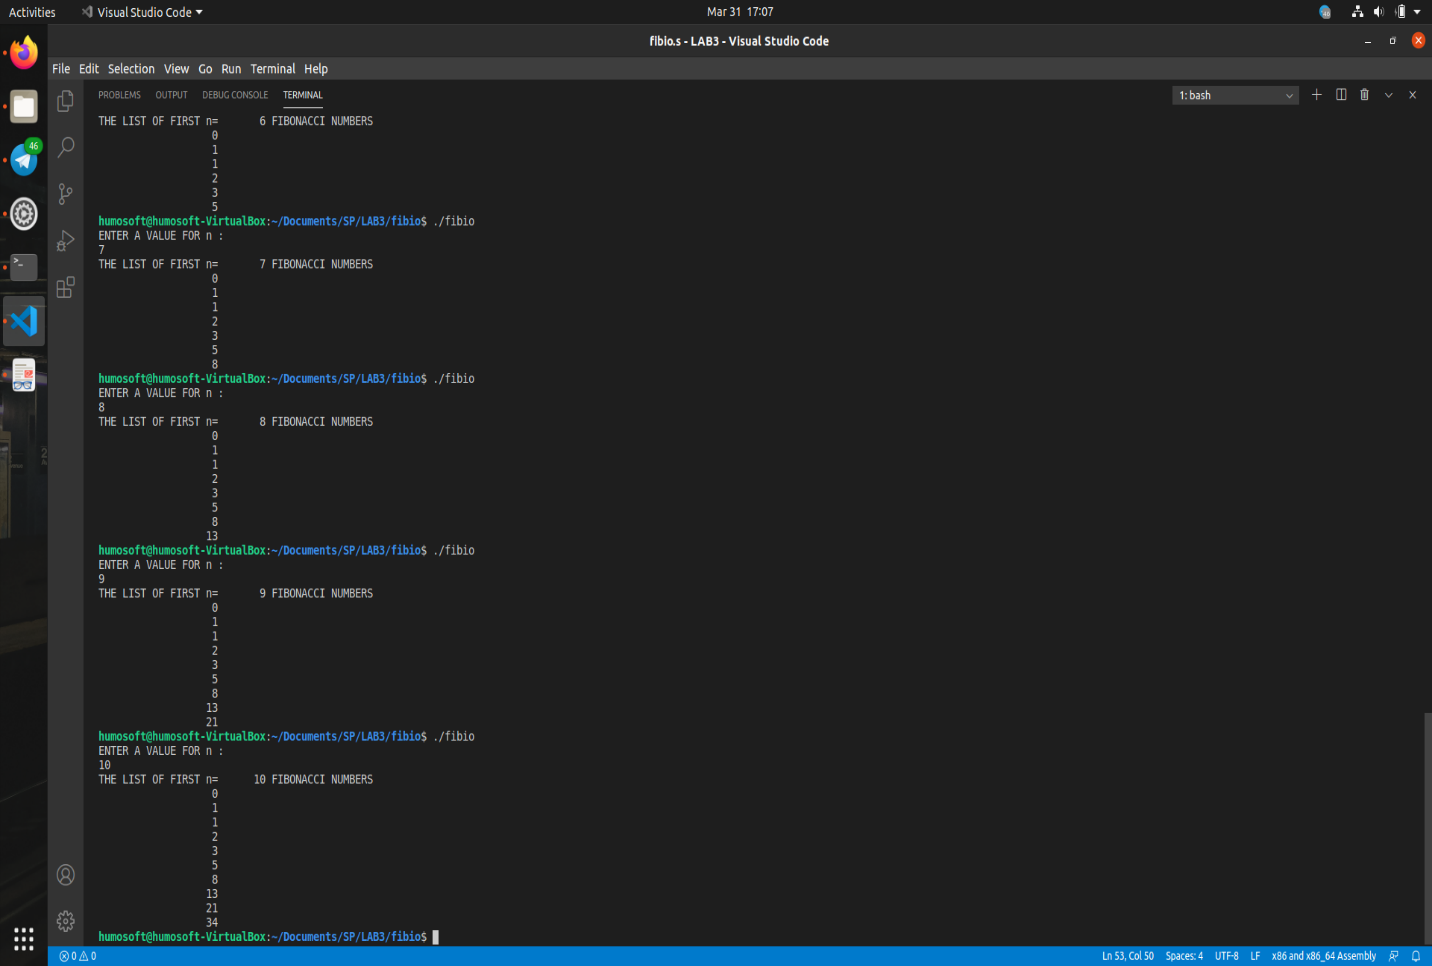 Activities Visual Studio Code Mar 31 17:07
fibio.s - LAB3 - Visual Studio Code
File Edit Selection View Go Run Terminal Help
PROBLEMS OUTPUT DEBUG CONSOLE TERMINAL 1: bash
THE LIST OF FIRST n=      6 FIBONACCI NUMBERS
0
1
1
2
3
5
humosoft@humosoft-VirtualBox:~/Documents/SP/LAB3/fibio$ ./fibio
ENTER A VALUE FOR n :
7
THE LIST OF FIRST n=      7 FIBONACCI NUMBERS
0
1
1
2
3
5
8
humosoft@humosoft-VirtualBox:~/Documents/SP/LAB3/fibio$ ./fibio
ENTER A VALUE FOR n :
8
THE LIST OF FIRST n=      8 FIBONACCI NUMBERS
0
1
1
2
3
5
8
13
humosoft@humosoft-VirtualBox:~/Documents/SP/LAB3/fibio$ ./fibio
ENTER A VALUE FOR n :
9
THE LIST OF FIRST n=      9 FIBONACCI NUMBERS
0
1
1
2
3
5
8
13
21
humosoft@humosoft-VirtualBox:~/Documents/SP/LAB3/fibio$ ./fibio
ENTER A VALUE FOR n :
10
THE LIST OF FIRST n=      10 FIBONACCI NUMBERS
0
1
1
2
3
5
8
13
21
34
humosoft@humosoft-VirtualBox:~/Documents/SP/LAB3/fibio$
46
0 0 Ln 53, Col 50 Spaces: 4 UTF-8 LF x86 and x86_64 Assembly